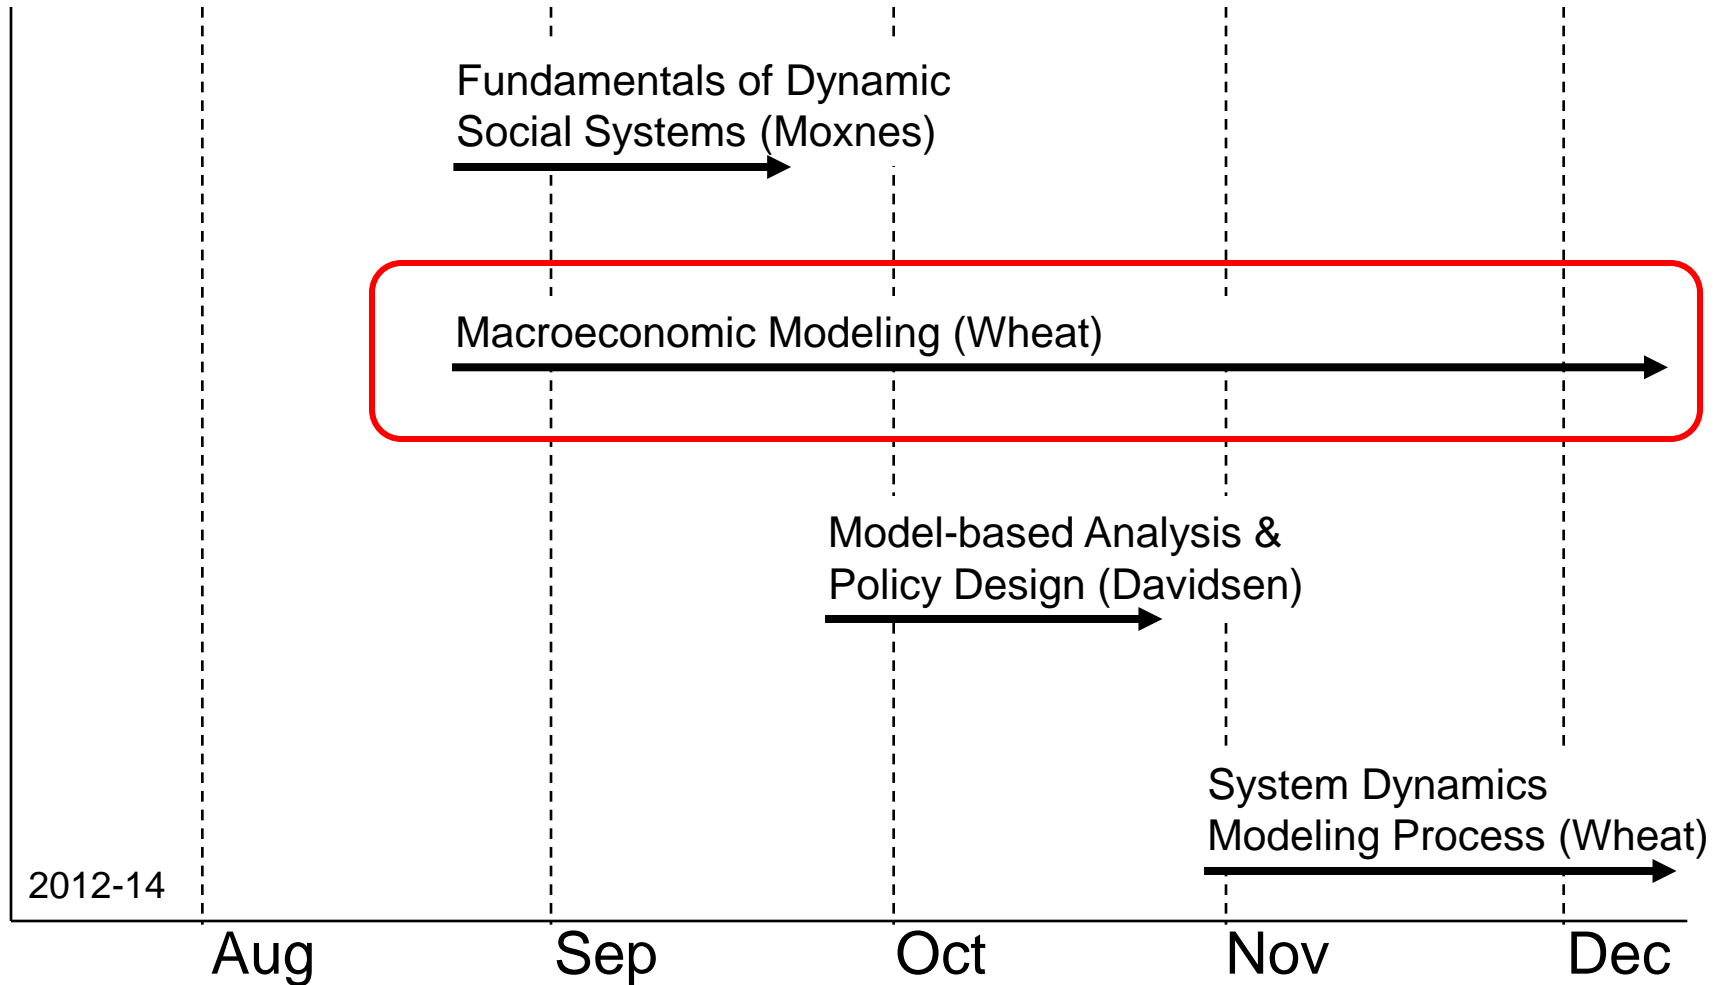 Fundamentals of Dynamic
Social Systems (Moxnes)
Macroeconomic Modeling (Wheat)
Model-based Analysis &
Policy Design (Davidsen)
System Dynamics
Modeling Process (Wheat)
2012-14
Aug Sep Oct Nov Dec